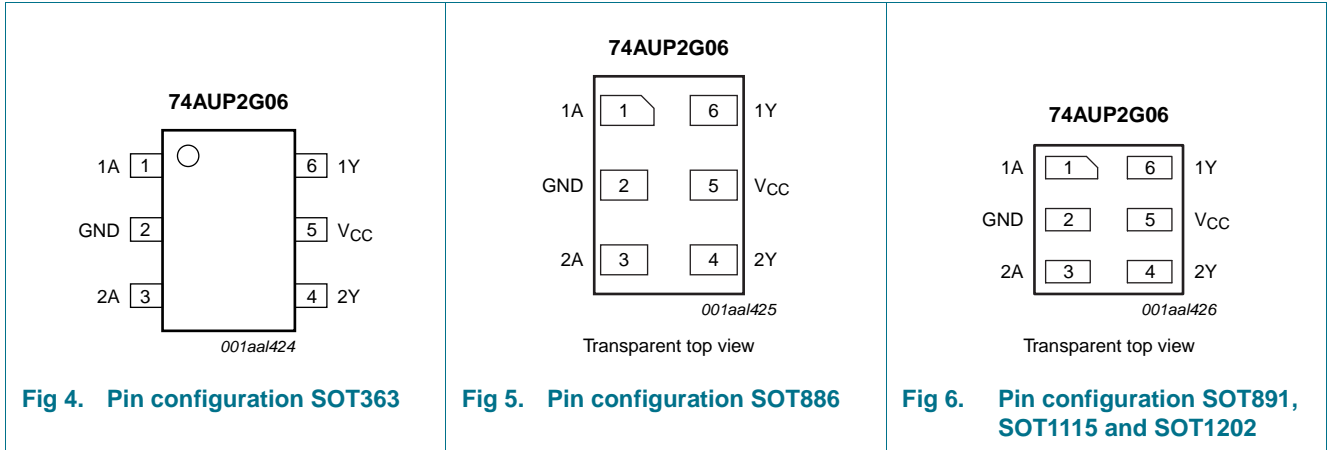 74AUP2G06
1A 1 6 1Y
GND 2 5 VCC
2A 3 4 2Y
001aal424
Fig 4. Pin configuration SOT363
74AUP2G06
1A 1 6 1Y
GND 2 5 VCC
2A 3 4 2Y
001aal425
Transparent top view
Fig 5. Pin configuration SOT886
74AUP2G06
1A 1 6 1Y
GND 2 5 VCC
2A 3 4 2Y
001aal426
Transparent top view
Fig 6. Pin configuration SOT891,
SOT1115 and SOT1202